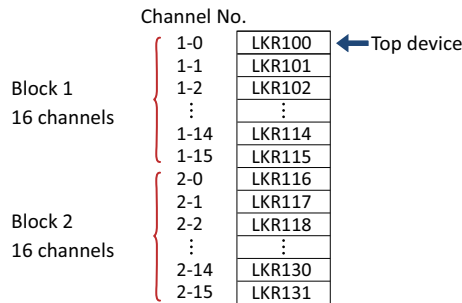 Channel No.
1-0 LKR100 Top device
1-1 LKR101
Block 1 1-2 LKR102
16 channels ⋮ ⋮
1-14 LKR114
1-15 LKR115
2-0 LKR116
2-1 LKR117
Block 2 2-2 LKR118
16 channels ⋮ ⋮
2-14 LKR130
2-15 LKR131